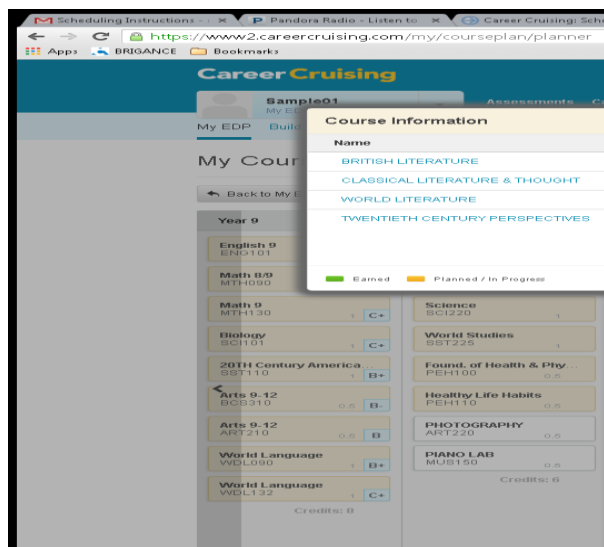 Scheduling Instructions -
Pandora Radio - Listen to
Career Cruising: Sch
https://www2.careercruising.com/my/courseplan/planner
Apps BRIGANCE Bookmarks
Career Cruising
Sample01
My ED
Assessments
My EDP Build
Course Information
Name
BRITISH LITERATURE
CLASSICAL LITERATURE & THOUGHT
WORLD LITERATURE
TWENTIETH CENTURY PERSPECTIVES
Earned Planned / In Progress
My Cour
Back to My E
Year 9
English 9
ENG101
Math 8/9
MTH090
Math 9
MTH130 1 C+
Biology
SCI101 1 C+
20TH Century America...
SST110 1 B+
Arts 9-12
BCS310 0.5 B-
Arts 9-12
ART210 0.5 B
World Language
WDL090 1 B+
World Language
WDL132 1 C+
Credits: 8
Science
SCI220 1
World Studies
SST225 1
Found. of Health & Phy...
PEH100 0.5
Healthy Life Habits
PEH110 0.5
PHOTOGRAPHY
ART220 0.5
PIANO LAB
MUS150 0.5
Credits: 6